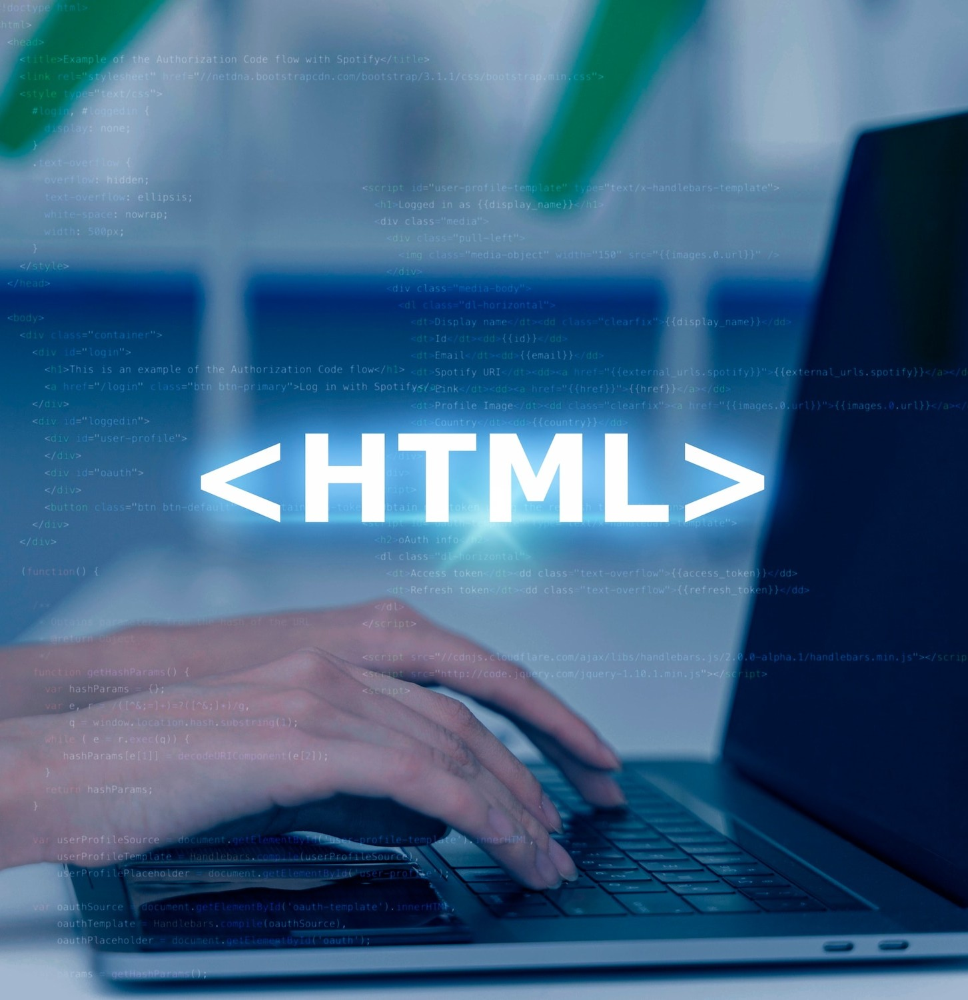 !doctype html>
html>
<head>
<title>Example of the Authorization Code flow with Spotify</title>
<link rel="stylesheet" href="//netdna.bootstrapcdn.com/bootstrap/3.1.1/css/bootstrap.min.css">
<style type="text/css">
#login, #loggedin {
display: none;
}
.text-overflow {
overflow: hidden;
text-overflow: ellipsis;
white-space: nowrap;
width: 500px;
}
</style>
</head>
<body>
<div class="container">
<div id="login">
<h1>This is an example of the Authorization Code flow</h1>
<a href="/login" class="btn btn-primary">Log in with Spotify</a>
</div>
<div id="loggedin">
<div id="user-profile">
</div>
<div id="oauth">
</div>
<button class="btn btn-default"
</div>
</div>
<script id="user-profile-template" type="text/x-handlebars-template">
<h1>Logged in as {{display_name}}</h1>
<div class="media">
<div class="pull-left">
<img class="media-object" width="150" src="{{images.0.url}}" />
</div>
<div class="media-body">
<dl class="dl-horizontal">
<dt>Display name</dt><dd class="clearfix">{{display_name}}</dd>
<dt>Id</dt><dd>{{id}}</dd>
<dt>Email</dt><dd>{{email}}</dd>
<dt>Spotify URI</dt><dd><a href="{{external_urls.spotify}}">{{external_urls.spotify}}</a></d
<dt>Link</dt><dd><a href="{{href}}">{{href}}</a></dd>
<dt>Profile Image</dt><dd class="clearfix"><a href="{{images.0.url}}">{{images.0.url}}</a></
<dt>Country</dt><dd>{{country}}</dd>
<HTML>
<h2>oAuth info</h2>
<dl class="dl-horizontal">
<dt>Access token</dt><dd class="text-overflow">{{access_token}}</dd>
<dt>Refresh token</dt><dd class="text-overflow">{{refresh_token}}</dd>
</dl>
</script>
<script src="//cdnjs.cloudflare.com/ajax/libs/handlebars.js/2.0.0-alpha.1/handlebars.min.js"></scrip
<script src="http://code.jquery.com/jquery-1.10.1.min.js"></script>
<script>
(function() {
/**
* Obtains parameters from the hash of the URL
* @return Object
*/
function getHashParams() {
var hashParams = {};
var e, r = /([^&;=]+)=?([^&;]*)/g,
q = window.location.hash.substring(1);
while ( e = r.exec(q)) {
hashParams[e[1]] = decodeURIComponent(e[2]);
}
return hashParams;
}
var userProfileSource = document.getElementById('user-profile-template').innerHTML,
userProfileTemplate = Handlebars.compile(userProfileSource),
userProfilePlaceholder = document.getElementById('user-profile');
var oauthSource = document.getElementById('oauth-template').innerHTML,
oauthTemplate = Handlebars.compile(oauthSource),
oauthPlaceholder = document.getElementById('oauth');
params = getHashParams();